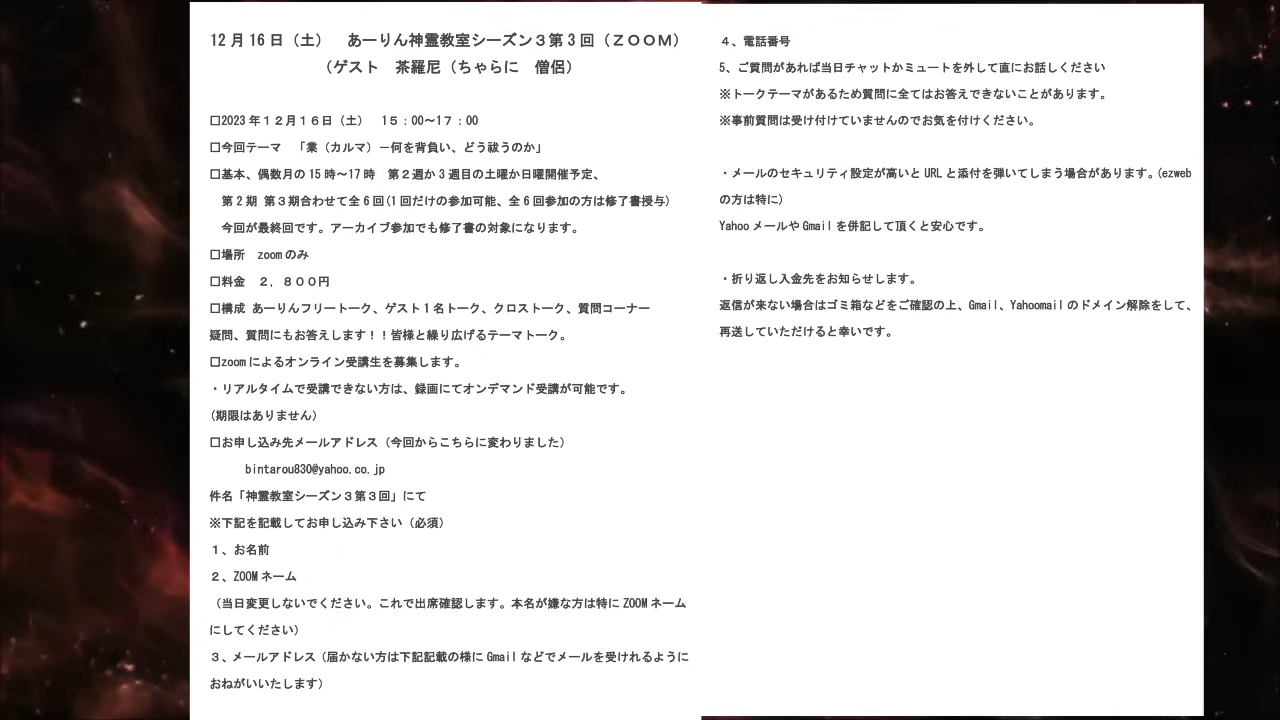 12月16日（土）　あーりん神霊教室シーズン３第3回（ＺＯＯＭ）
（ゲスト　茶羅尼（ちゃらに　僧侶）
□2023年１２月１６日（土）　1５：00～1７：00
□今回テーマ　「業（カルマ）－何を背負い、どう祓うのか」
□基本、偶数月の15時～17時　第２週か3週目の土曜か日曜開催予定、
第2期 第３期合わせて全6回(1回だけの参加可能、全6回参加の方は修了書授与)
今回が最終回です。アーカイブ参加でも修了書の対象になります。
□場所　zoomのみ
□料金　２，８００円
□構成 あーりんフリートーク、ゲスト1名トーク、クロストーク、質問コーナー
疑問、質問にもお答えします！！皆様と繰り広げるテーマトーク。
□zoomによるオンライン受講生を募集します。
・リアルタイムで受講できない方は、録画にてオンデマンド受講が可能です。
(期限はありません)
□お申し込み先メールアドレス（今回からこちらに変わりました）
bintarou830@yahoo.co.jp
件名「神霊教室シーズン３第３回」にて
※下記を記載してお申し込み下さい（必須）
１、お名前
２、ZOOMネーム
（当日変更しないでください。これで出席確認します。本名が嫌な方は特にZOOMネーム
にしてください）
３、メールアドレス（届かない方は下記記載の様にGmailなどでメールを受けれるように
おねがいいたします）
４、電話番号
5、ご質問があれば当日チャットかミュートを外して直にお話しください
※トークテーマがあるため質問に全てはお答えできないことがあります。
※事前質問は受け付けていませんのでお気を付けください。
・メールのセキュリティ設定が高いとURLと添付を弾いてしまう場合があります。(ezweb
の方は特に)
YahooメールやGmailを併記して頂くと安心です。
・折り返し入金先をお知らせします。
返信が来ない場合はゴミ箱などをご確認の上、Gmail、Yahoomailのドメイン解除をして、
再送していただけると幸いです。